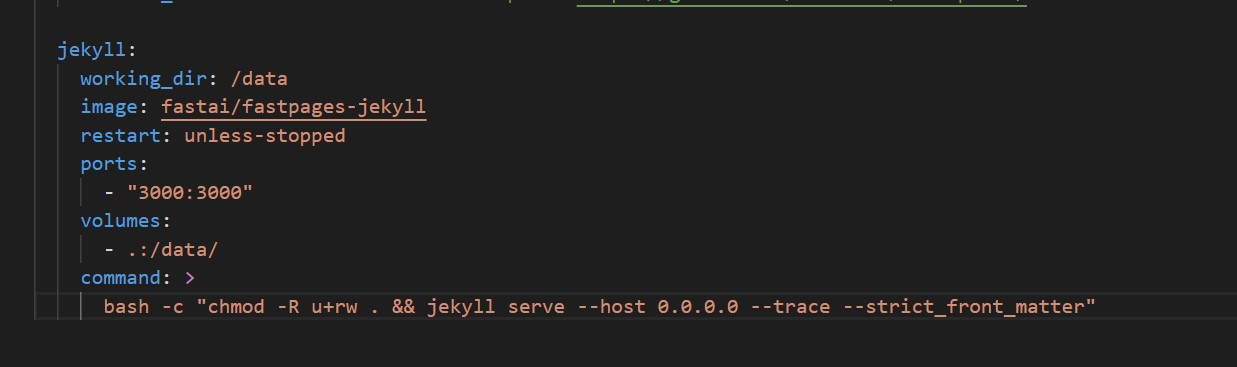 jekyll:
  working_dir: /data
  image: fastai/fastpages-jekyll
  restart: unless-stopped
  ports:
    - "3000:3000"
  volumes:
    - .:/data/
  command: >
    bash -c "chmod -R u+rw . && jekyll serve --host 0.0.0.0 --trace --strict_front_matter"